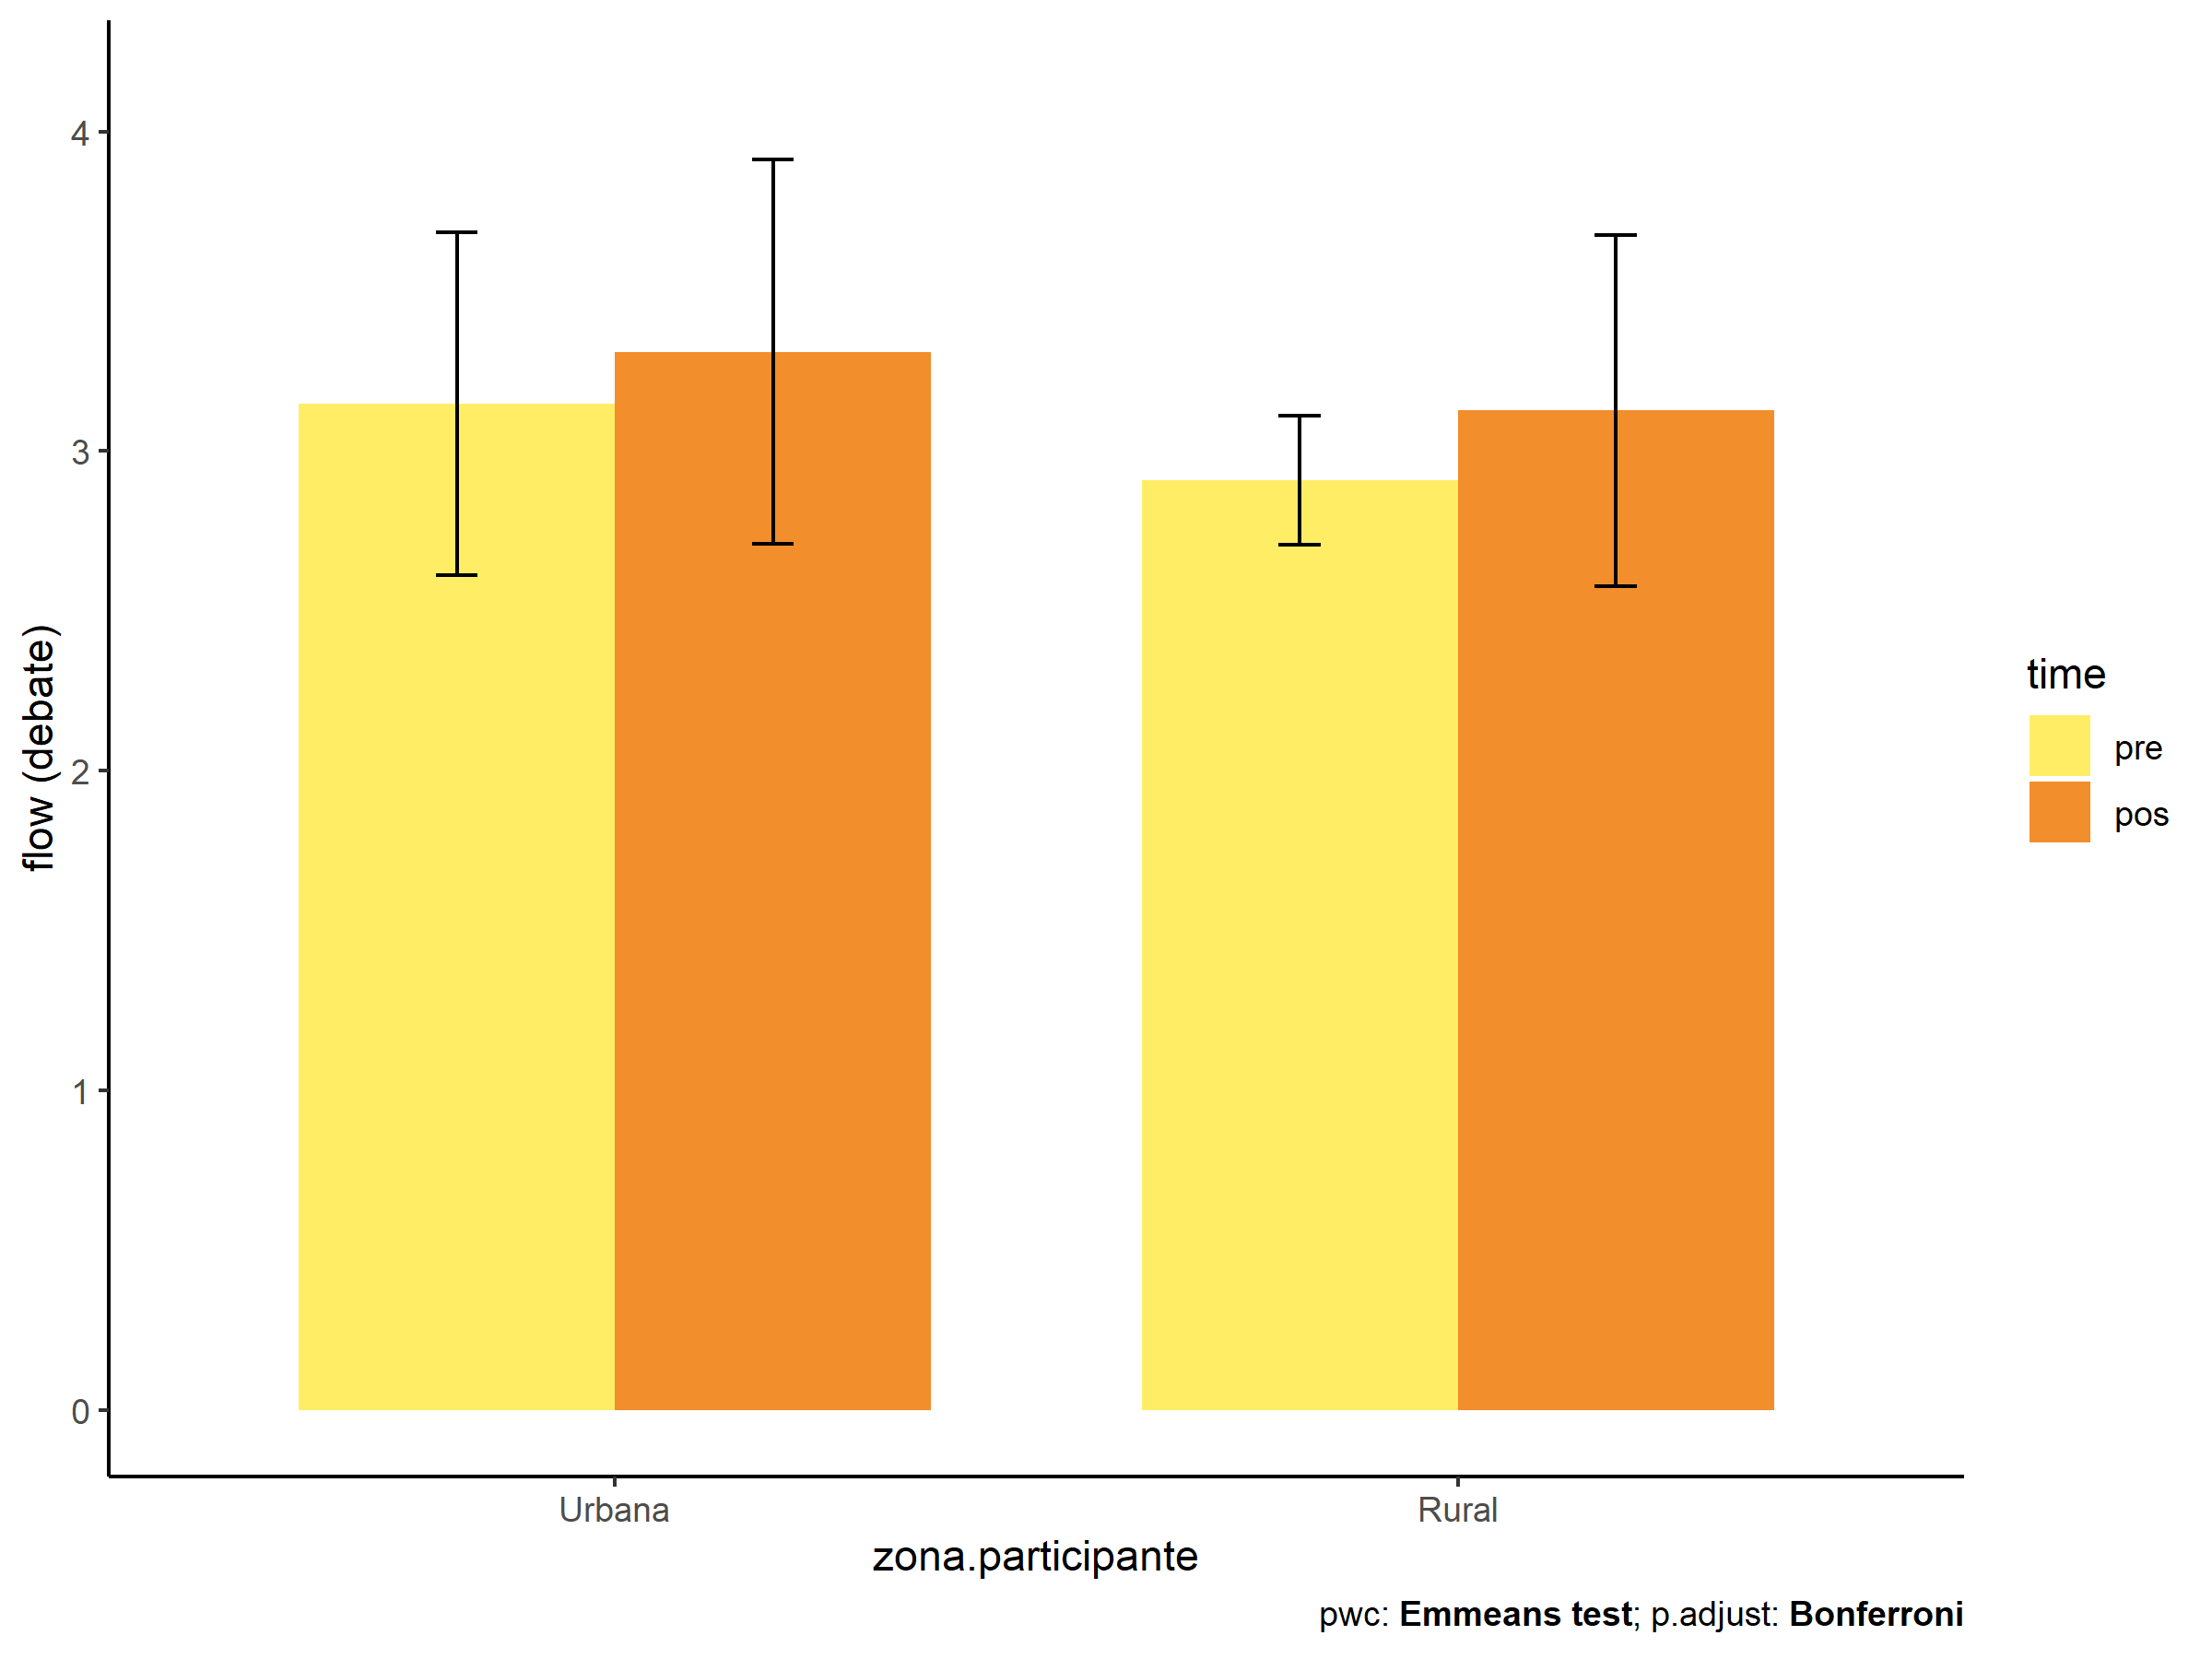 4
3
2
1
0
flow (debate)
Urbana
Rural
zona.participante
pwc: Emmeans test; p.adjust: Bonferroni
time
pre
pos